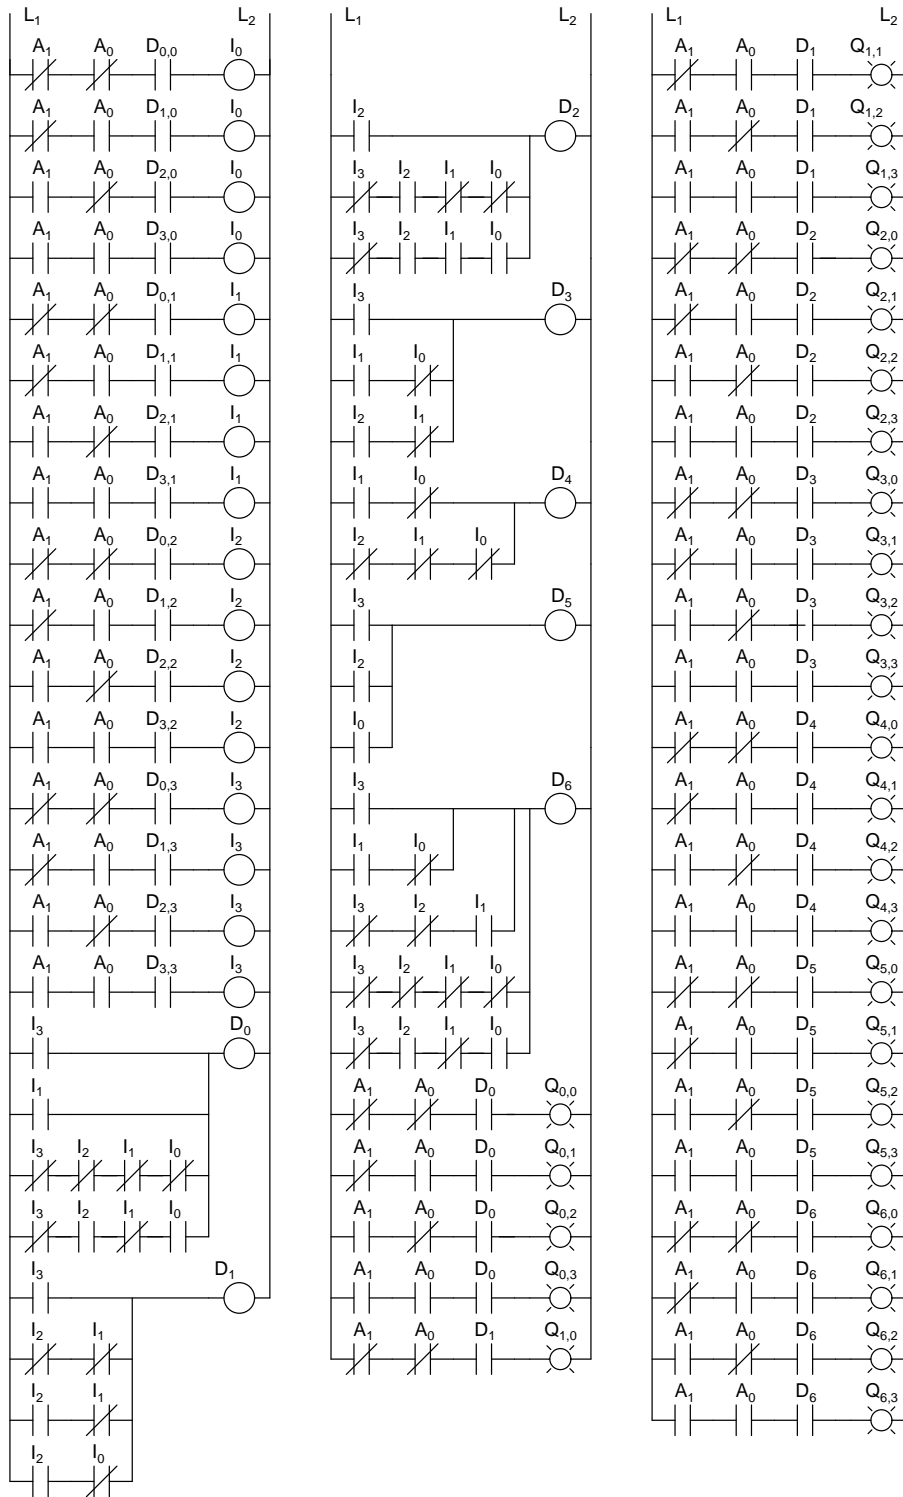 L1 L2
A1 A0 D0,0 I0
A1 A0 D1,0 I0
A1 A0 D2,0 I0
A1 A0 D3,0 I0
A1 A0 D0,1 I1
A1 A0 D1,1 I1
A1 A0 D2,1 I1
A1 A0 D3,1 I1
A1 A0 D0,2 I2
A1 A0 D1,2 I2
A1 A0 D2,2 I2
A1 A0 D3,2 I2
A1 A0 D0,3 I3
A1 A0 D1,3 I3
A1 A0 D2,3 I3
A1 A0 D3,3 I3
I3 D0
I1
I3 I2 I1 I0
I3 I2 I1 I0
I3 D1
I2 I1
I2 I1
I2 I0
L1 L2
I2 D2
I3 I2 I1 I0
I3 I2 I1 I0
I3 D3
I1 I0
I2 I1
I1 I0 D4
I2 I1 I0
I3 D5
I2
I0
I3 D6
I1 I0
I3 I2 I1
I3 I2 I1 I0
I3 I2 I1 I0
A1 A0 D0 Q0,0
A1 A0 D0 Q0,1
A1 A0 D0 Q0,2
A1 A0 D0 Q0,3
A1 A0 D1 Q1,0
L1 L2
A1 A0 D1 Q1,1
A1 A0 D1 Q1,2
A1 A0 D1 Q1,3
A1 A0 D2 Q2,0
A1 A0 D2 Q2,1
A1 A0 D2 Q2,2
A1 A0 D2 Q2,3
A1 A0 D3 Q3,0
A1 A0 D3 Q3,1
A1 A0 D3 Q3,2
A1 A0 D3 Q3,3
A1 A0 D4 Q4,0
A1 A0 D4 Q4,1
A1 A0 D4 Q4,2
A1 A0 D4 Q4,3
A1 A0 D5 Q5,0
A1 A0 D5 Q5,1
A1 A0 D5 Q5,2
A1 A0 D5 Q5,3
A1 A0 D6 Q6,0
A1 A0 D6 Q6,1
A1 A0 D6 Q6,2
A1 A0 D6 Q6,3